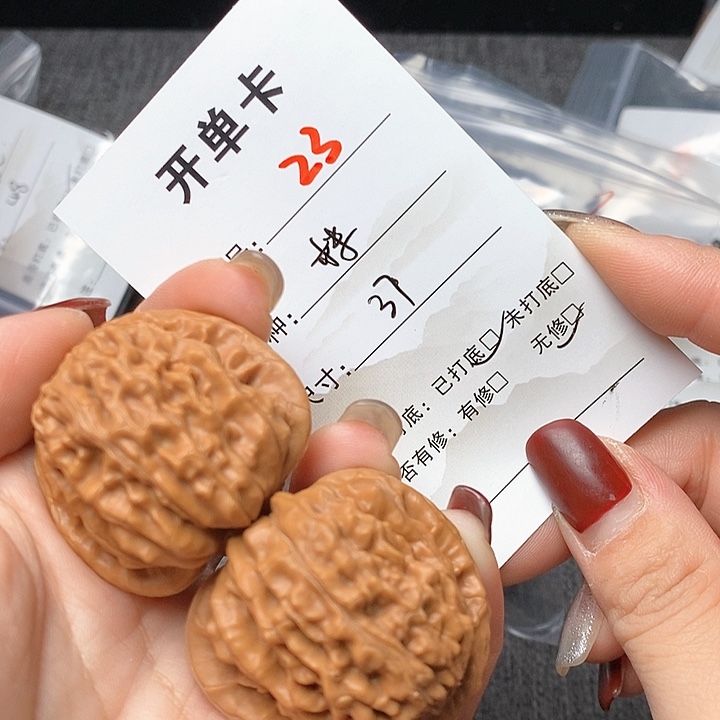 开单卡
23
品:
种:
尺寸: 37
底: 已打底☑ 未打底☐
否有修: 有修☐ 无修☑